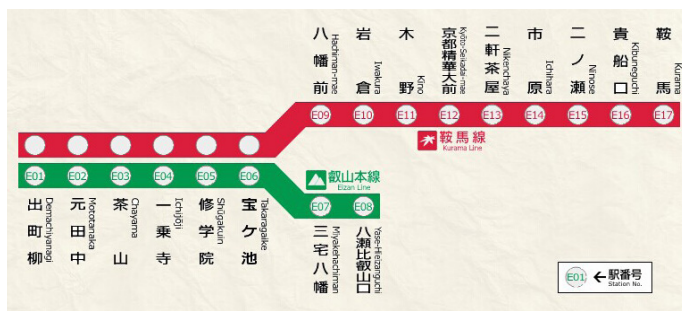 八幡前
Hachiman-mae
岩倉
Iwakura
木野
Kino
京都精華大前
Kyōto-Seikadai-mae
二軒茶屋
Nikenchaya
市原
Ichihara
二ノ瀬
Ninose
貴船口
Kibuneguchi
鞍馬
Kurama
E09 E10 E11 E12 E13 E14 E15 E16 E17
鞍馬線
Kurama Line
E01 E02 E03 E04 E05 E06
叡山本線
Eizan Line
E07 E08
出町柳
Demachiyanagi
元田中
Mototanaka
茶山
Chayama
一乗寺
Ichijōji
修学院
Shūgakuin
宝ケ池
Takaragaike
三宅八幡
Miyakehachiman
八瀬比叡山口
Yase-Hieizanguchi
E01 ←駅番号
Station No.